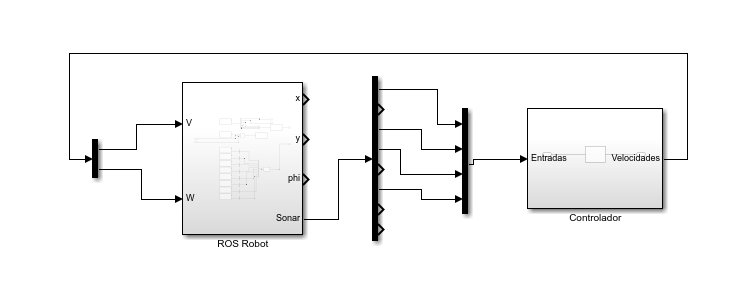 x
V
y
Entradas
Velocidades
phi
W
Sonar
Controlador
ROS Robot